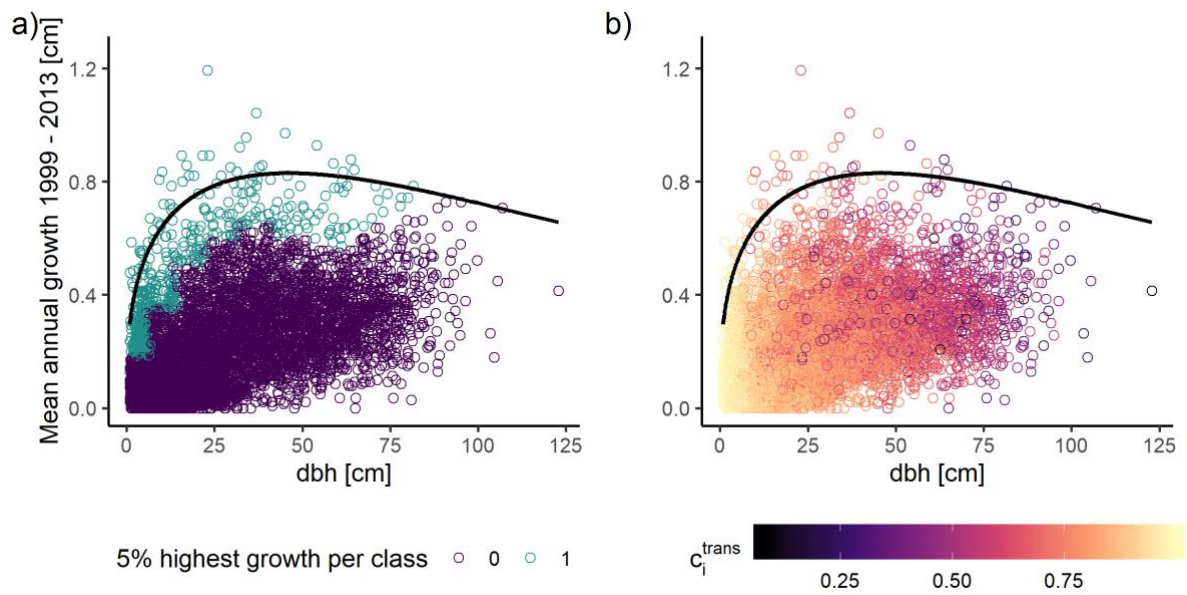 a)
Mean annual growth 1999 - 2013 [cm]
1.2
0.8
0.4
0.0
0 25 50 75 100 125
dbh [cm]
5% highest growth per class 0 1
b)
1.2
0.8
0.4
0.0
0 25 50 75 100 125
dbh [cm]
c_i^trans
0.25 0.50 0.75